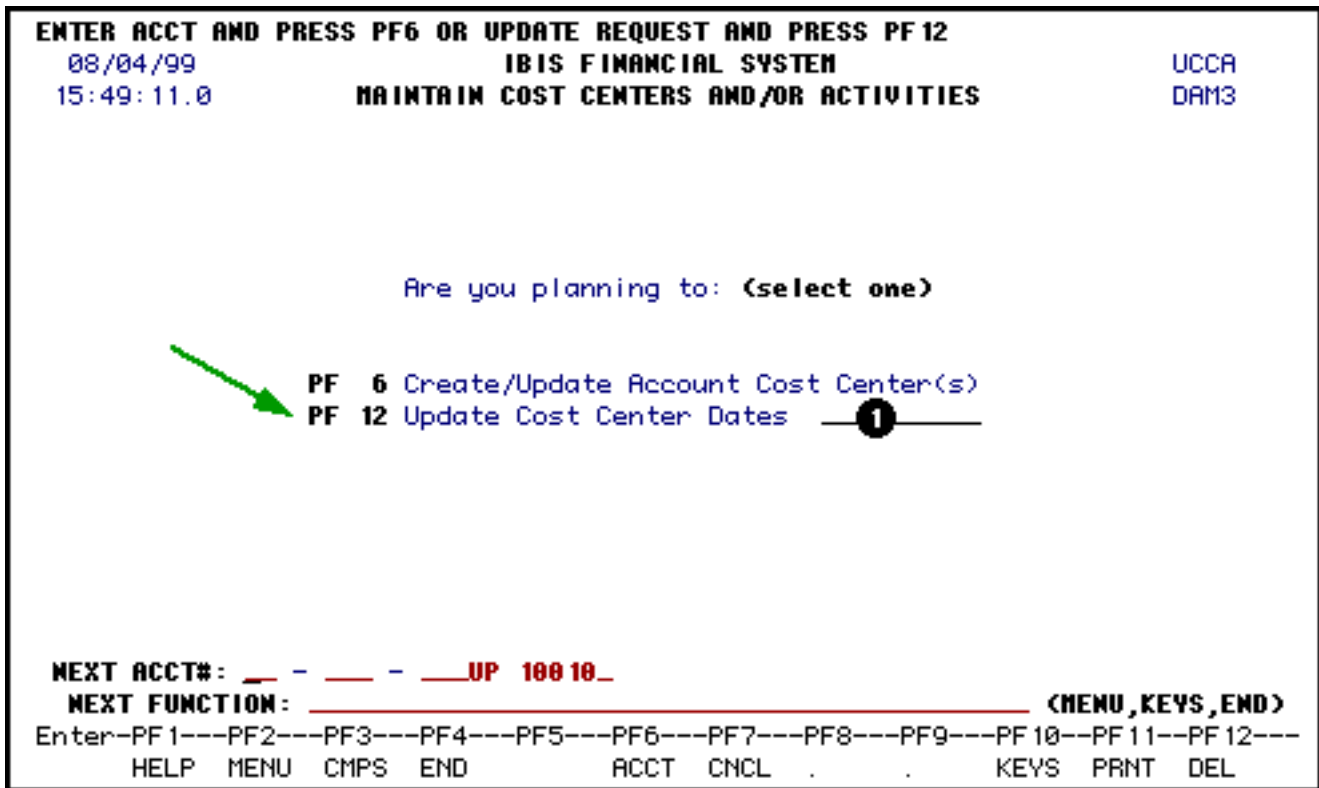 ENTER ACCT AND PRESS PF6 OR UPDATE REQUEST AND PRESS PF12
08/04/99 IBIS FINANCIAL SYSTEM UCCA
15:49:11.0 MAINTAIN COST CENTERS AND/OR ACTIVITIES DAM3
Are you planning to: (select one)
PF 6 Create/Update Account Cost Center(s)
PF 12 Update Cost Center Dates __1______
NEXT ACCT#: __ - ___ - ___UP 10010_
NEXT FUNCTION: ______________________________ (MENU,KEYS,END)
Enter-PF1---PF2---PF3---PF4---PF5---PF6---PF7---PF8---PF9---PF10--PF11--PF12---
HELP MENU CMPS END ACCT CNCL . . KEYS PRNT DEL